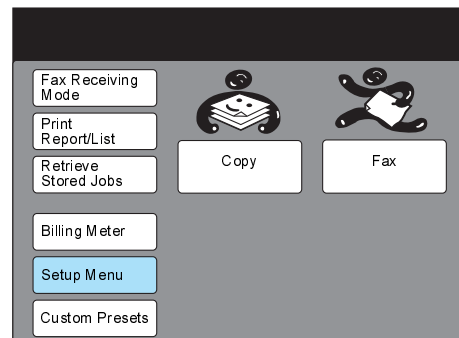 Fax Receiving
Mode
Print
Report/List
Retrieve
Stored Jobs
Billing Meter
Setup Menu
Custom Presets
Copy
Fax